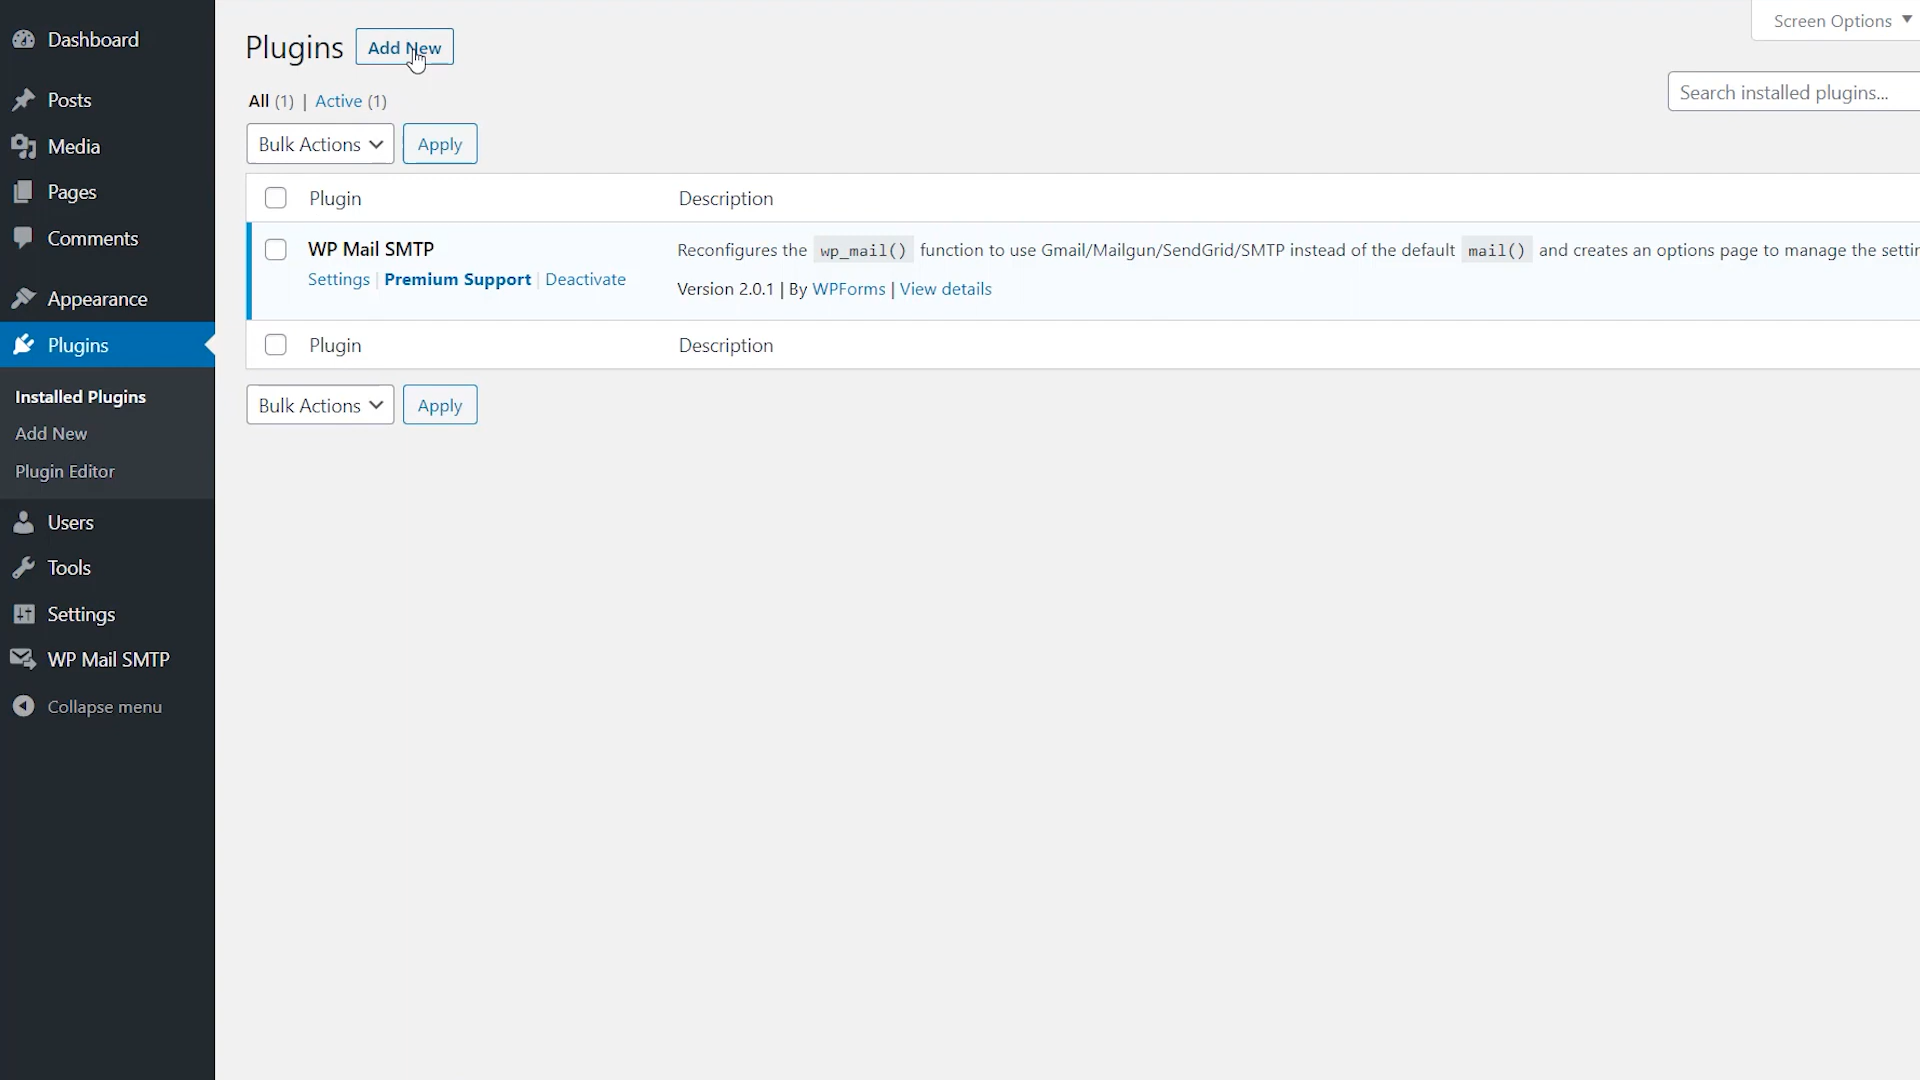 Dashboard
Posts
Media
Pages
Comments
Appearance
Plugins
Installed Plugins
Add New
Plugin Editor
Users
Tools
Settings
WP Mail SMTP
Collapse menu
Screen Options
Plugins Add New
All (1) | Active (1)
Search installed plugins...
Bulk Actions Apply
Plugin Description
WP Mail SMTP
Settings | Premium Support | Deactivate
Reconfigures the wp_mail() function to use Gmail/Mailgun/SendGrid/SMTP instead of the default mail() and creates an options page to manage the
Version 2.0.1 | By WPForms | View details
Plugin Description
Bulk Actions Apply